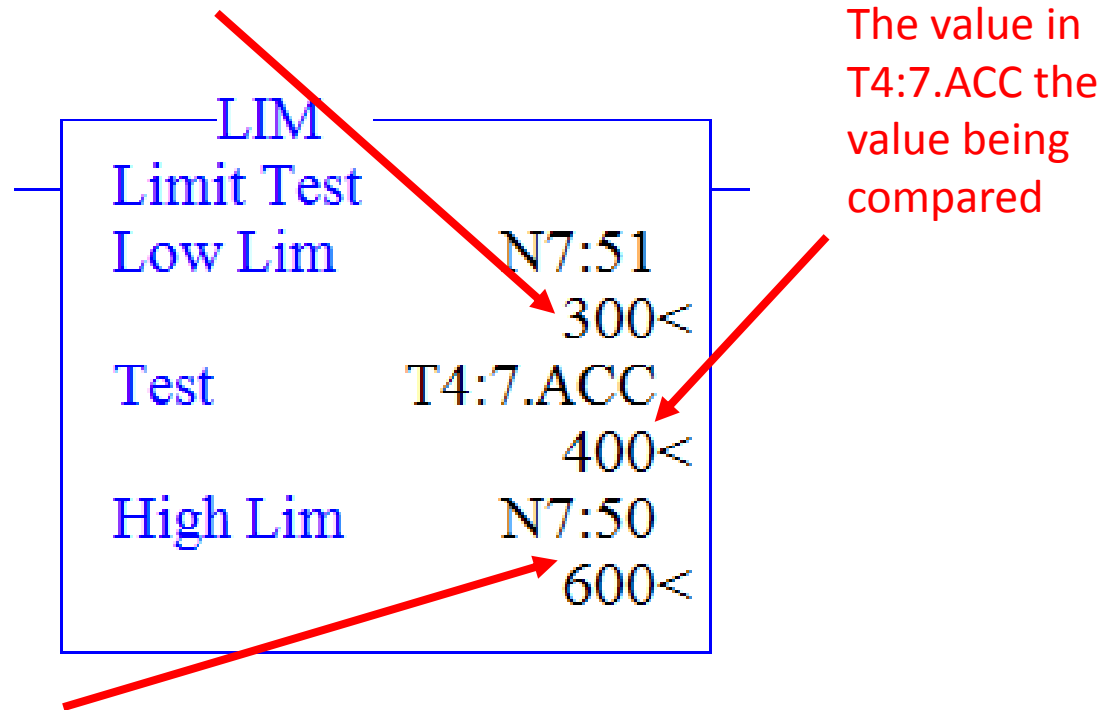 The value in
T4:7.ACC the
value being
compared
LIM
Limit Test
Low Lim N7:51
300<
Test T4:7.ACC
400<
High Lim N7:50
600<